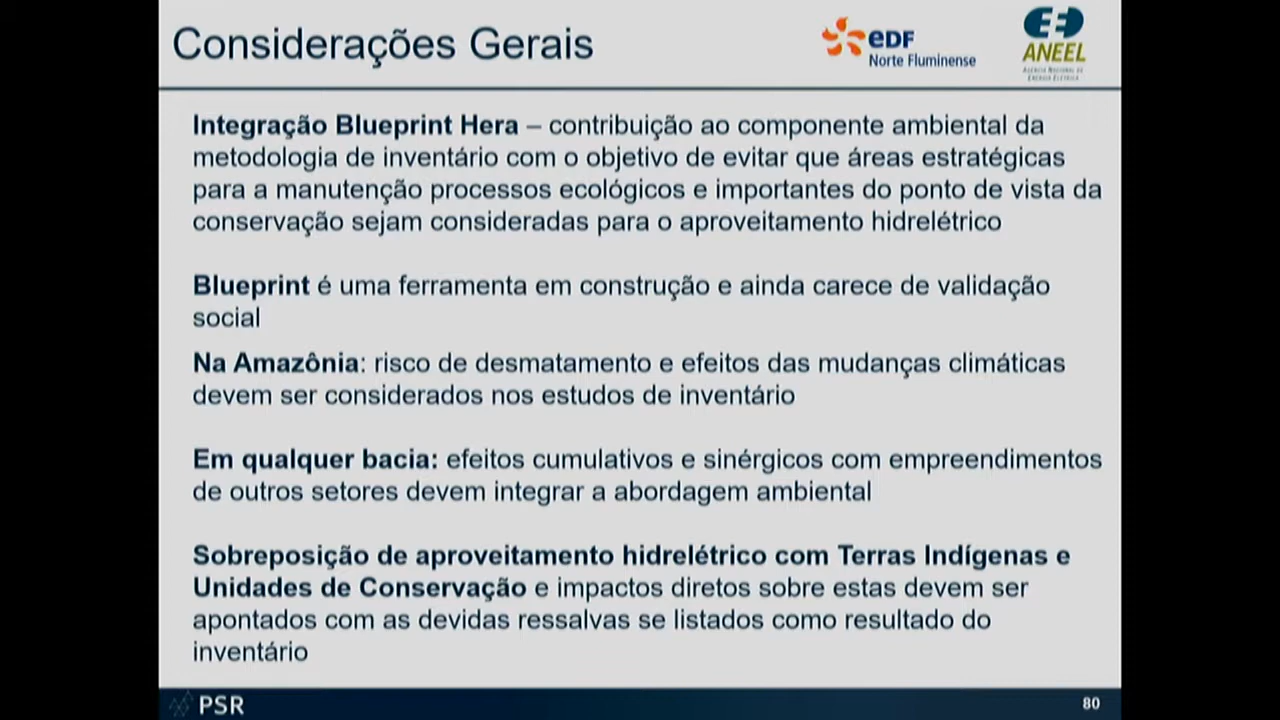 Considerações Gerais
eDF
Norte Fluminense
ANEEL
AGÊNCIA NACIONAL DE
ENERGIA ELÉTRICA
Integração Blueprint Hera – contribuição ao componente ambiental da
metodologia de inventário com o objetivo de evitar que áreas estratégicas
para a manutenção processos ecológicos e importantes do ponto de vista da
conservação sejam consideradas para o aproveitamento hidrelétrico
Blueprint é uma ferramenta em construção e ainda carece de validação
social
Na Amazônia: risco de desmatamento e efeitos das mudanças climáticas
devem ser considerados nos estudos de inventário
Em qualquer bacia: efeitos cumulativos e sinérgicos com empreendimentos
de outros setores devem integrar a abordagem ambiental
Sobreposição de aproveitamento hidrelétrico com Terras Indígenas e
Unidades de Conservação e impactos diretos sobre estas devem ser
apontados com as devidas ressalvas se listados como resultado do
inventário
PSR
80